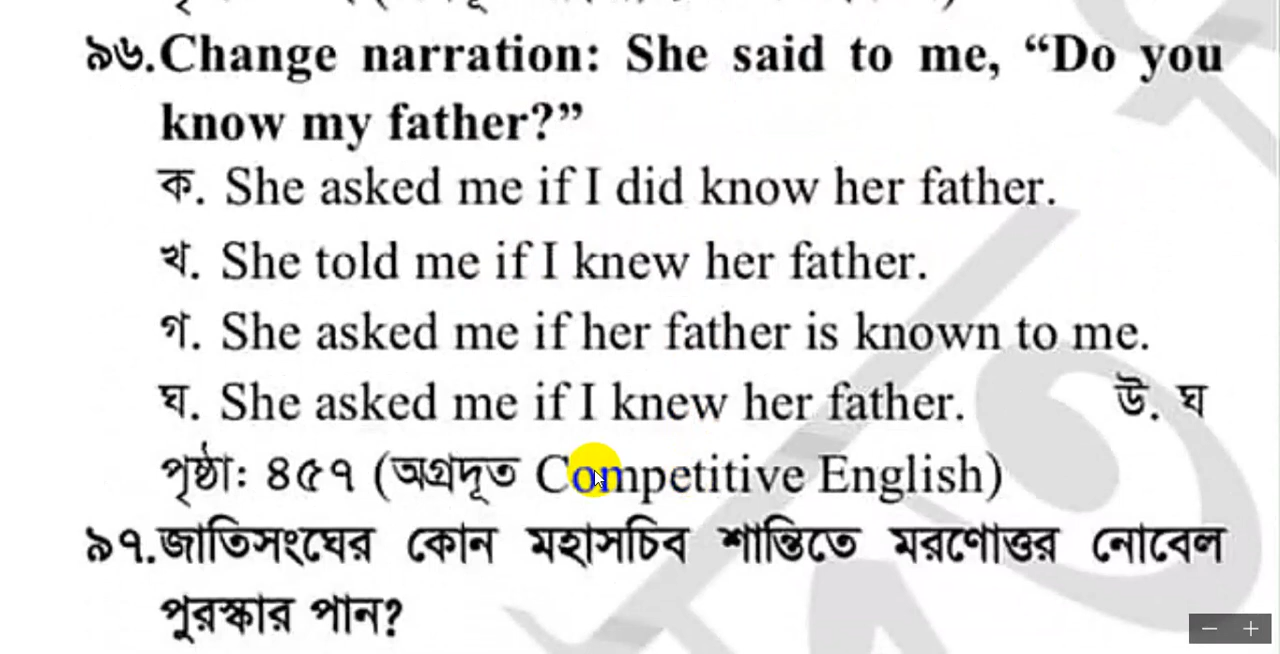 ৯৬.Change narration: She said to me, “Do you
know my father?”
ক. She asked me if I did know her father.
খ. She told me if I knew her father.
গ. She asked me if her father is known to me.
ঘ. She asked me if I knew her father. উ. ঘ
পৃষ্ঠা: ৪৫৭ (অগ্রদূত Competitive English)
৯৭.জাতিসংঘের কোন মহাসচিব শান্তিতে মরণোত্তর নোবেল
পুরস্কার পান?